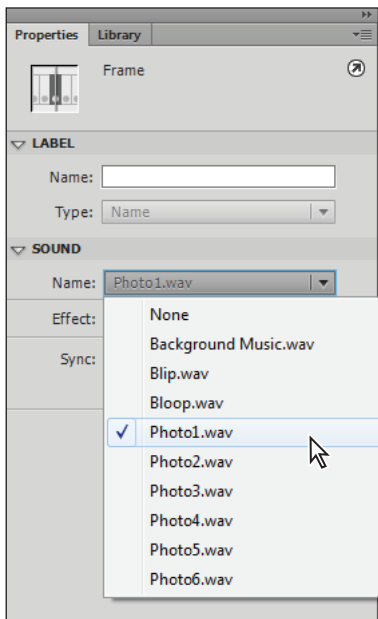 Properties Library
Frame
LABEL
Name:
Type: Name
SOUND
Name: Photo1.wav
Effect:
Sync:
None
Background Music.wav
Blip.wav
Bloop.wav
Photo1.wav
Photo2.wav
Photo3.wav
Photo4.wav
Photo5.wav
Photo6.wav